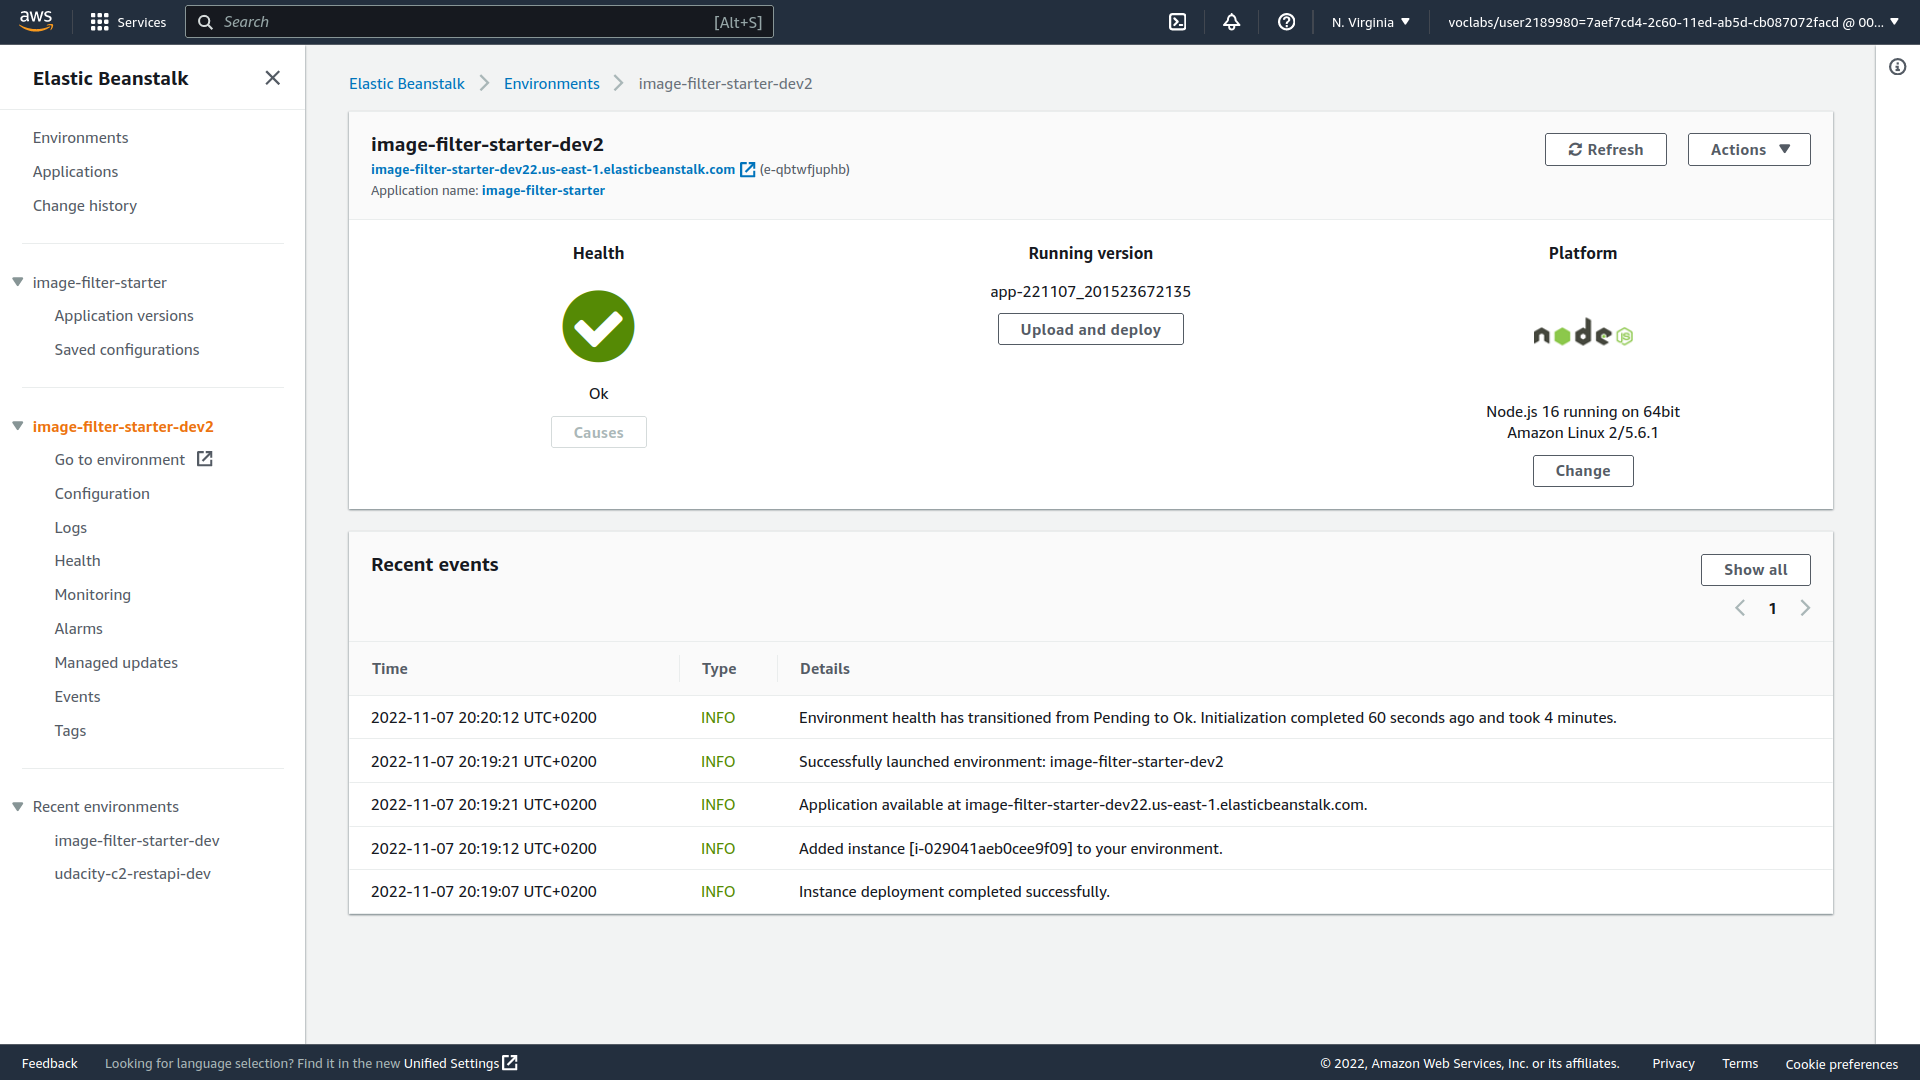 aws
Services
Search
[Alt+S]
N. Virginia
voclabs/user2189980=7aef7cd4-2c60-11ed-ab5d-cb087072facd @ 00...
Elastic Beanstalk
Environments
Applications
Change history
image-filter-starter
Application versions
Saved configurations
image-filter-starter-dev2
Go to environment
Configuration
Logs
Health
Monitoring
Alarms
Managed updates
Events
Tags
Recent environments
image-filter-starter-dev
udacity-c2-restapi-dev
Elastic Beanstalk > Environments > image-filter-starter-dev2
image-filter-starter-dev2
image-filter-starter-dev22.us-east-1.elasticbeanstalk.com (e-qbtwfjuphb)
Application name: image-filter-starter
Refresh
Actions
Health
Ok
Causes
Running version
app-221107_201523672135
Upload and deploy
Platform
node JS
Node.js 16 running on 64bit
Amazon Linux 2/5.6.1
Change
Recent events
Show all
1
Time Type Details
2022-11-07 20:20:12 UTC+0200 INFO Environment health has transitioned from Pending to Ok. Initialization completed 60 seconds ago and took 4 minutes.
2022-11-07 20:19:21 UTC+0200 INFO Successfully launched environment: image-filter-starter-dev2
2022-11-07 20:19:21 UTC+0200 INFO Application available at image-filter-starter-dev22.us-east-1.elasticbeanstalk.com.
2022-11-07 20:19:12 UTC+0200 INFO Added instance [i-029041aeb0cee9f09] to your environment.
2022-11-07 20:19:07 UTC+0200 INFO Instance deployment completed successfully.
Feedback
Looking for language selection? Find it in the new Unified Settings
© 2022, Amazon Web Services, Inc. or its affiliates.
Privacy
Terms
Cookie preferences